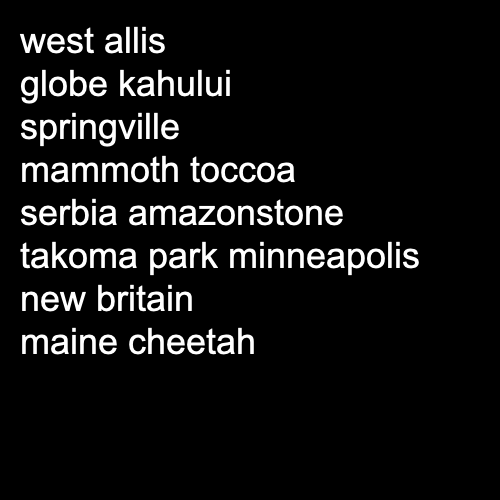 west allis
globe kahului
springville
mammoth toccoa
serbia amazonstone
takoma park minneapolis
new britain
maine cheetah